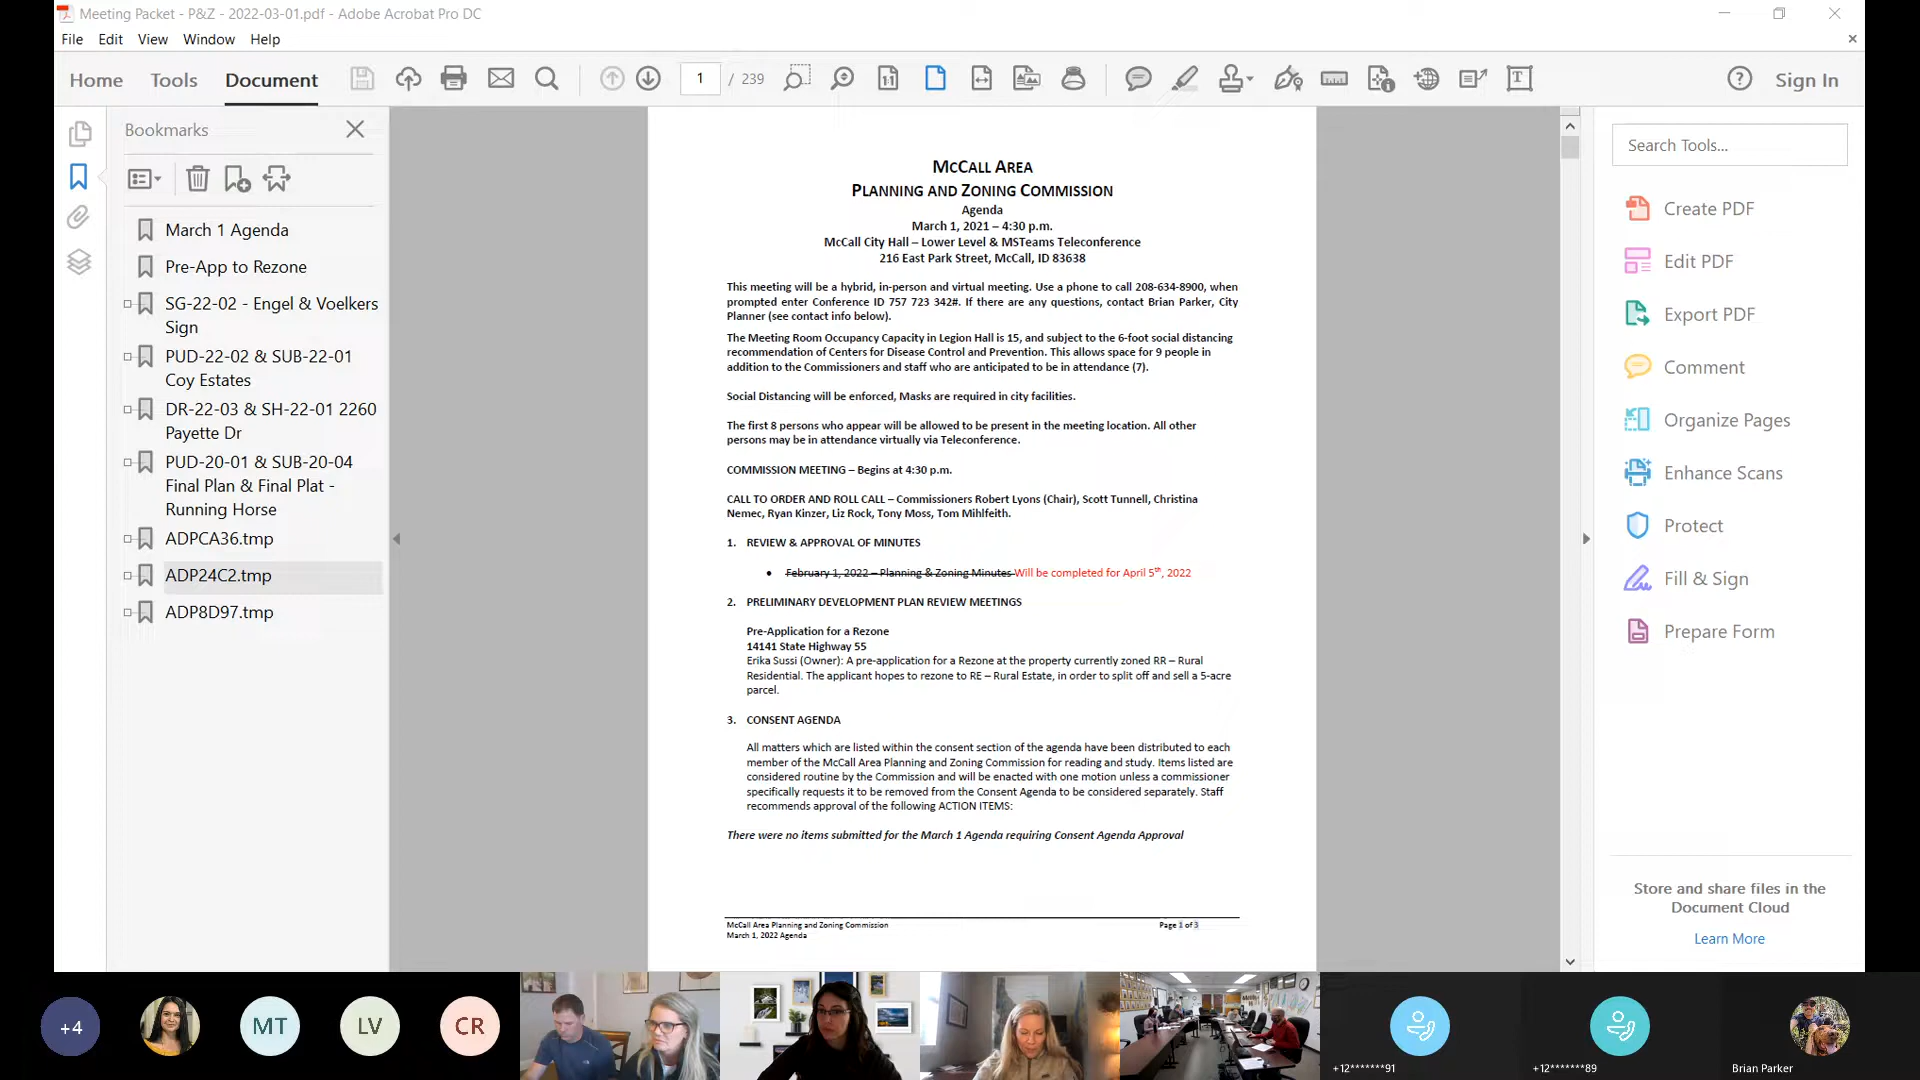 Meeting Packet - P&Z - 2022-03-01.pdf - Adobe Acrobat Pro DC
File Edit View Window Help
Home Tools Document 1 / 239 Sign In
Bookmarks
March 1 Agenda
Pre-App to Rezone
SG-22-02 - Engel & Voelkers
Sign
PUD-22-02 & SUB-22-01
Coy Estates
DR-22-03 & SH-22-01 2260
Payette Dr
PUD-20-01 & SUB-20-04
Final Plan & Final Plat -
Running Horse
ADPCA36.tmp
ADP24C2.tmp
ADP8D97.tmp
MCCALL AREA
PLANNING AND ZONING COMMISSION
Agenda
March 1, 2021 – 4:30 p.m.
McCall City Hall – Lower Level & MSTeams Teleconference
216 East Park Street, McCall, ID 83638
This meeting will be a hybrid, in-person and virtual meeting. Use a phone to call 208-634-8900, when
prompted enter Conference ID 757 723 342#. If there are any questions, contact Brian Parker, City
Planner (see contact info below).
The Meeting Room Occupancy Capacity in Legion Hall is 15, and subject to the 6-foot social distancing
recommendation of Centers for Disease Control and Prevention. This allows space for 9 people in
addition to the Commissioners and staff who are anticipated to be in attendance (7).
Social Distancing will be enforced, Masks are required in city facilities.
The first 8 persons who appear will be allowed to be present in the meeting location. All other
persons may be in attendance virtually via Teleconference.
COMMISSION MEETING – Begins at 4:30 p.m.
CALL TO ORDER AND ROLL CALL – Commissioners Robert Lyons (Chair), Scott Tunnell, Christina
Nemec, Ryan Kinzer, Liz Rock, Tony Moss, Tom Mihlfeith.
1. REVIEW & APPROVAL OF MINUTES
• February 1, 2022 – Planning & Zoning Minutes Will be completed for April 5th, 2022
2. PRELIMINARY DEVELOPMENT PLAN REVIEW MEETINGS
Pre-Application for a Rezone
14141 State Highway 55
Erika Sussi (Owner): A pre-application for a Rezone at the property currently zoned RR – Rural
Residential. The applicant hopes to rezone to RE – Rural Estate, in order to split off and sell a 5-acre
parcel.
3. CONSENT AGENDA
All matters which are listed within the consent section of the agenda have been distributed to each
member of the McCall Area Planning and Zoning Commission for reading and study. Items listed are
considered routine by the Commission and will be enacted with one motion unless a commissioner
specifically requests it to be removed from the Consent Agenda to be considered separately. Staff
recommends approval of the following ACTION ITEMS:
There were no items submitted for the March 1 Agenda requiring Consent Agenda Approval
McCall Area Planning and Zoning Commission Page 1 of 3
March 1, 2022 Agenda
Search Tools...
Create PDF
Edit PDF
Export PDF
Comment
Organize Pages
Enhance Scans
Protect
Fill & Sign
Prepare Form
Store and share files in the
Document Cloud
Learn More
+4 MT LV CR
+12*******91 +12*******89 Brian Parker